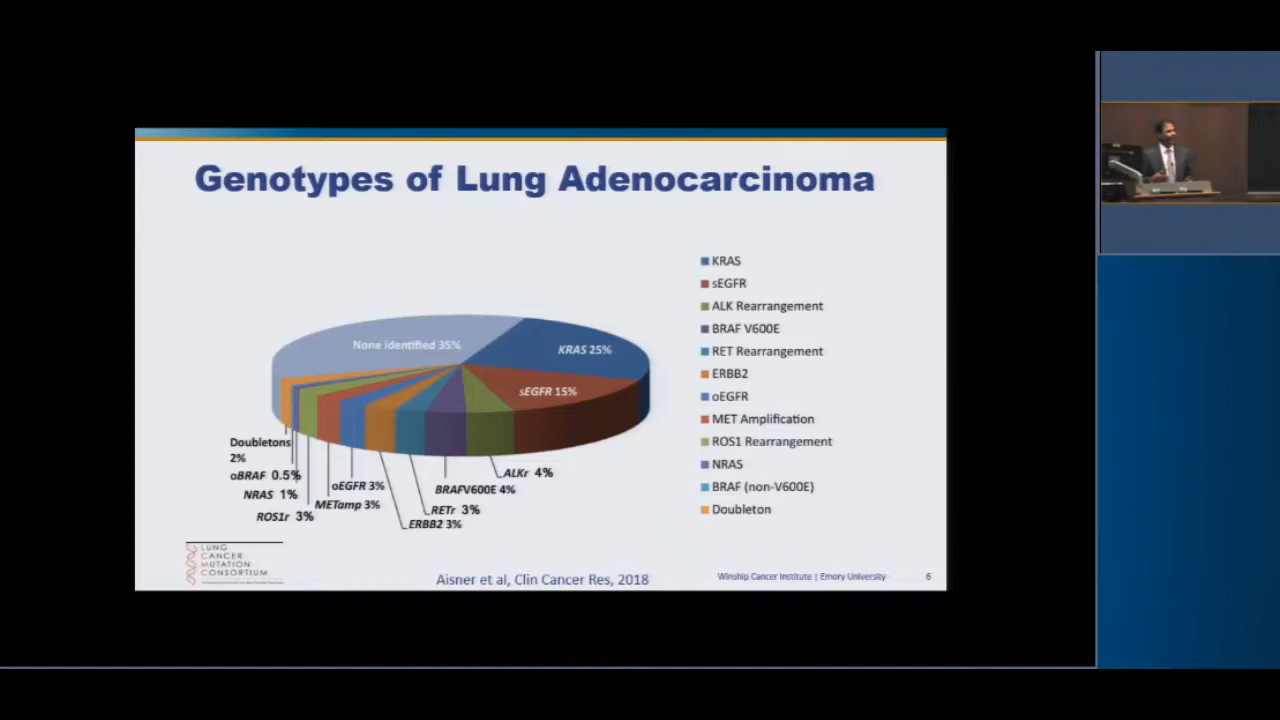 Genotypes of Lung Adenocarcinoma
None identified 35%
KRAS 25%
sEGFR 15%
Doubletons
2%
oBRAF 0.5%
NRAS 1%
ROS1r 3%
METamp 3%
oEGFR 3%
ERBB2 3%
RETr 3%
BRAFV600E 4%
ALKr 4%
KRAS
sEGFR
ALK Rearrangement
BRAF V600E
RET Rearrangement
ERBB2
oEGFR
MET Amplification
ROS1 Rearrangement
NRAS
BRAF (non-V600E)
Doubleton
LUNG
CANCER
MUTATION
CONSORTIUM
Aisner et al, Clin Cancer Res, 2018
Winship Cancer Institute | Emory University
6